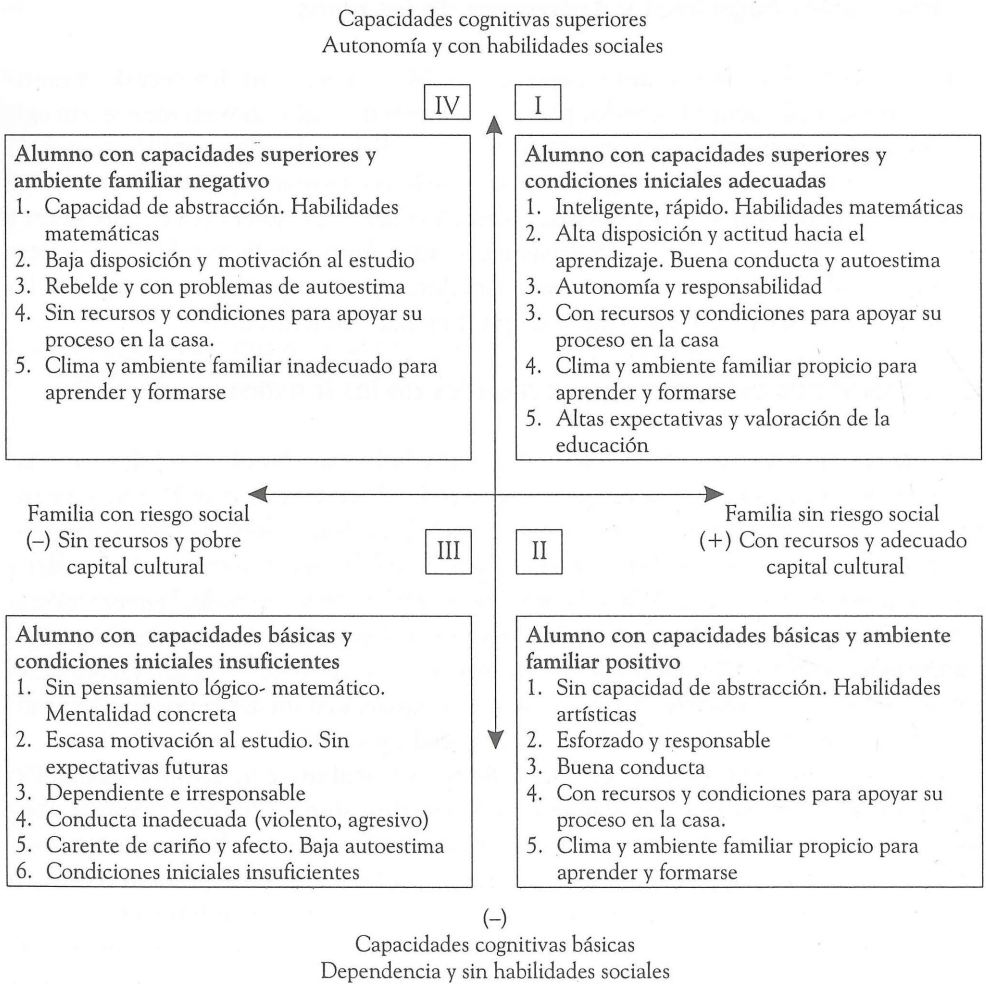 Capacidades cognitivas superiores
Autonomía y con habilidades sociales
IV
I
Alumno con capacidades superiores y
ambiente familiar negativo
1. Capacidad de abstracción. Habilidades
matemáticas
2. Baja disposición y motivación al estudio
3. Rebelde y con problemas de autoestima
4. Sin recursos y condiciones para apoyar su
proceso en la casa.
5. Clima y ambiente familiar inadecuado para
aprender y formarse
Alumno con capacidades superiores y
condiciones iniciales adecuadas
1. Inteligente, rápido. Habilidades matemáticas
2. Alta disposición y actitud hacia el
aprendizaje. Buena conducta y autoestima
3. Autonomía y responsabilidad
3. Con recursos y condiciones para apoyar su
proceso en la casa
4. Clima y ambiente familiar propicio para
aprender y formarse
5. Altas expectativas y valoración de la
educación
Familia con riesgo social
(–) Sin recursos y pobre
capital cultural
Familia sin riesgo social
(+) Con recursos y adecuado
capital cultural
III
II
Alumno con capacidades básicas y
condiciones iniciales insuficientes
1. Sin pensamiento lógico- matemático.
Mentalidad concreta
2. Escasa motivación al estudio. Sin
expectativas futuras
3. Dependiente e irresponsable
4. Conducta inadecuada (violento, agresivo)
5. Carente de cariño y afecto. Baja autoestima
6. Condiciones iniciales insuficientes
Alumno con capacidades básicas y ambiente
familiar positivo
1. Sin capacidad de abstracción. Habilidades
artísticas
2. Esforzado y responsable
3. Buena conducta
4. Con recursos y condiciones para apoyar su
proceso en la casa.
5. Clima y ambiente familiar propicio para
aprender y formarse
(–)
Capacidades cognitivas básicas
Dependencia y sin habilidades sociales